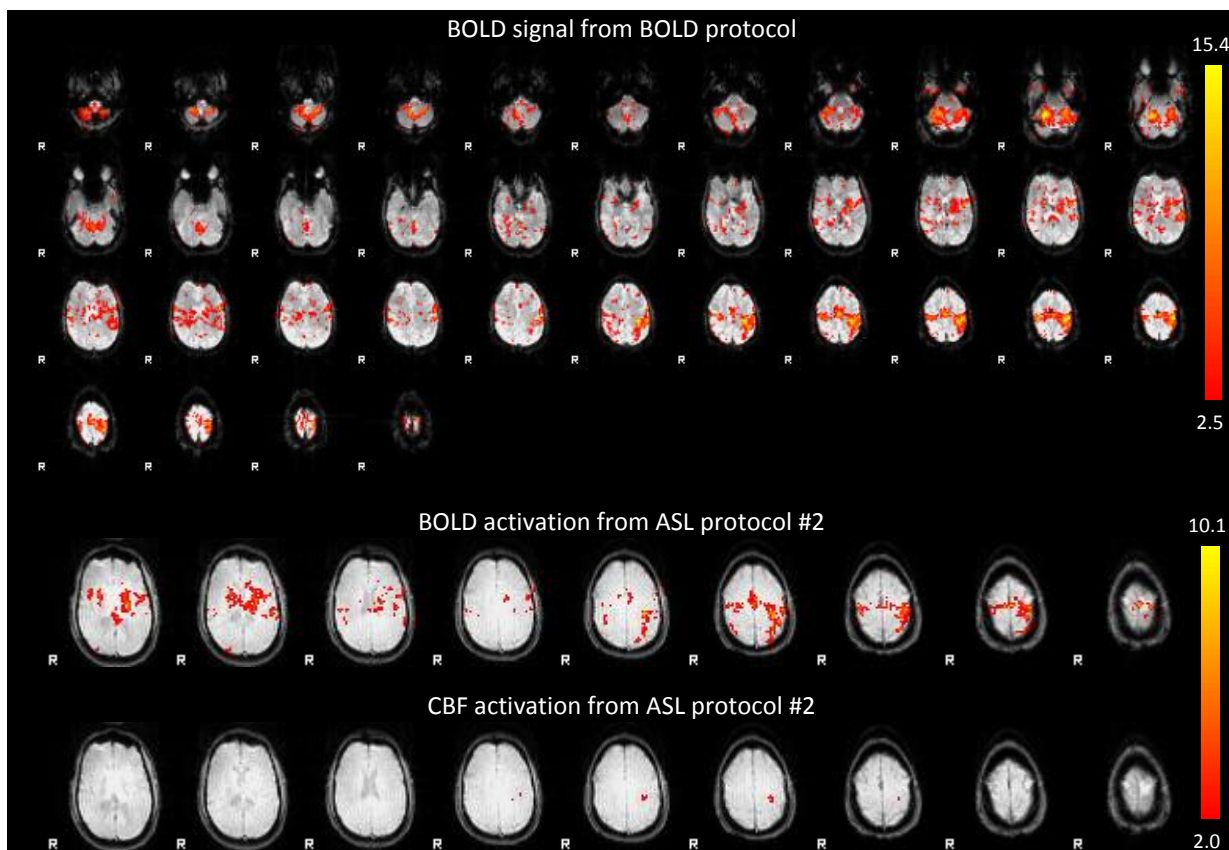 BOLD signal from BOLD protocol
15.4
R R R R R R R R R R R
R R R R R R R R R R R
R R R R R R R R R R R
2.5
R R R R
BOLD activation from ASL protocol #2
10.1
R R R R R R R R R
CBF activation from ASL protocol #2
R R R R R R R R R
2.0